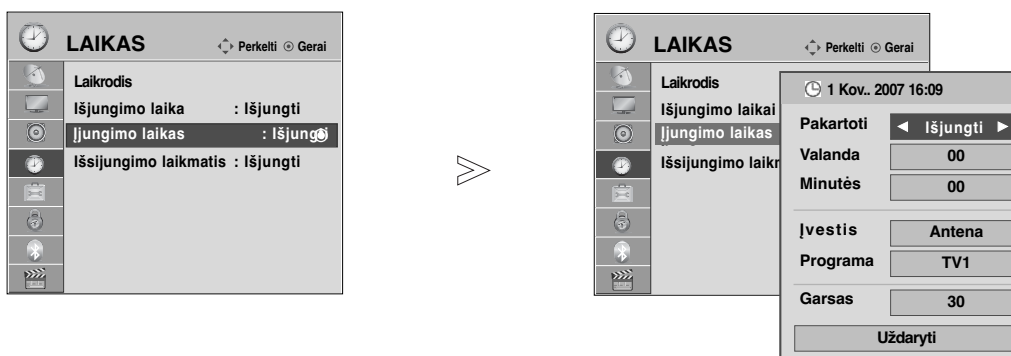 LAIKAS Perkelti Gerai
Laikrodis
Išjungimo laika : Išjungti
Įjungimo laikas : Išjungti
Išsijungimo laikmatis : Išjungti
LAIKAS Perkelti Gerai
Laikrodis
Išjungimo laikai
Įjungimo laikas
Išsijungimo laikr
1 Kov.. 2007 16:09
Pakartoti ◄ Išjungti ►
Valanda 00
Minutės 00
Įvestis Antena
Programa TV1
Garsas 30
Uždaryti